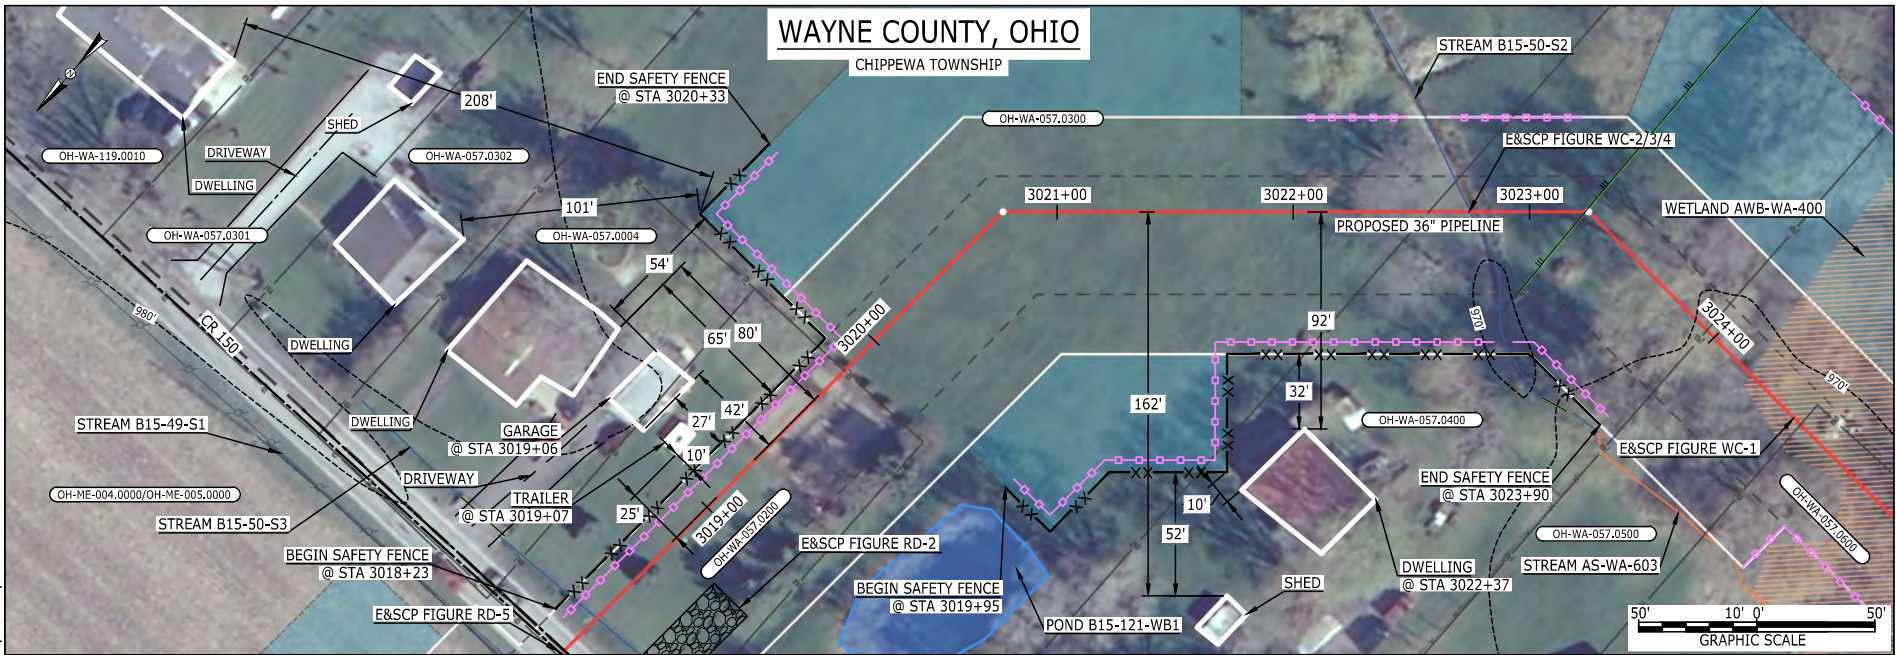 WAYNE COUNTY, OHIO
CHIPPEWA TOWNSHIP
STREAM B15-50-S2
END SAFETY FENCE
@ STA 3020+33
208'
SHED
OH-WA-057.0300
E&SCP FIGURE WC-2/3/4
OH-WA-119.0010
DRIVEWAY
OH-WA-057.0302
DWELLING
3021+00
3022+00
3023+00
101'
WETLAND AWB-WA-400
PROPOSED 36" PIPELINE
OH-WA-057.0301
OH-WA-057.0004
54'
980'
CR 150
80'
65'
3020+00
92'
970'
3024+00
DWELLING
970'
32'
162'
42'
27'
DWELLING
STREAM B15-49-S1
GARAGE
@ STA 3019+06
OH-WA-057.0400
E&SCP FIGURE WC-1
10'
DRIVEWAY
END SAFETY FENCE
@ STA 3023+90
OH-ME-004.0000/OH-ME-005.0000
TRAILER
@ STA 3019+07
10'
25'
3019+00
OH-WA-057.0200
OH-WA-057.0600
STREAM B15-50-S3
52'
OH-WA-057.0500
E&SCP FIGURE RD-2
BEGIN SAFETY FENCE
@ STA 3018+23
STREAM AS-WA-603
DWELLING
@ STA 3022+37
BEGIN SAFETY FENCE
@ STA 3019+95
SHED
E&SCP FIGURE RD-5
POND B15-121-WB1
50' 10' 0' 50'
GRAPHIC SCALE